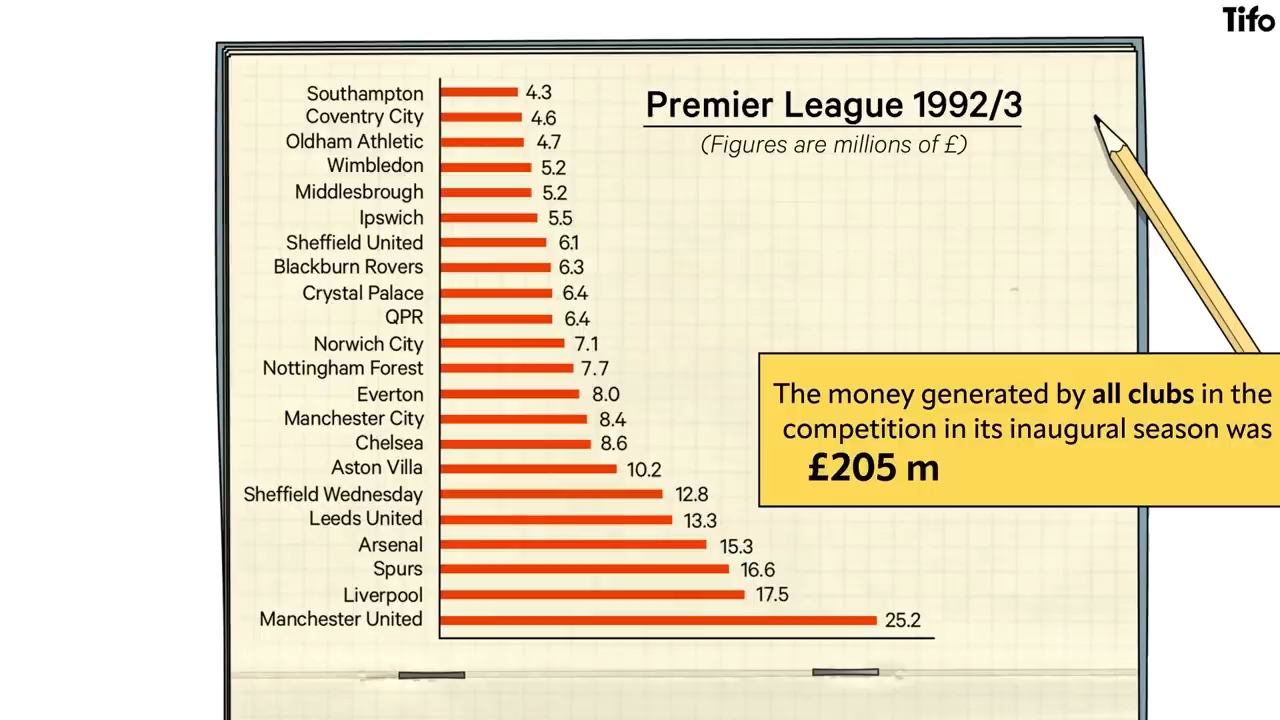 Tifo
Premier League 1992/3
(Figures are millions of £)
Southampton 4.3
Coventry City 4.6
Oldham Athletic 4.7
Wimbledon 5.2
Middlesbrough 5.2
Ipswich 5.5
Sheffield United 6.1
Blackburn Rovers 6.3
Crystal Palace 6.4
QPR 6.4
Norwich City 7.1
Nottingham Forest 7.7
Everton 8.0
Manchester City 8.4
Chelsea 8.6
Aston Villa 10.2
Sheffield Wednesday 12.8
Leeds United 13.3
Arsenal 15.3
Spurs 16.6
Liverpool 17.5
Manchester United 25.2
The money generated by all clubs in the
competition in its inaugural season was
£205 m